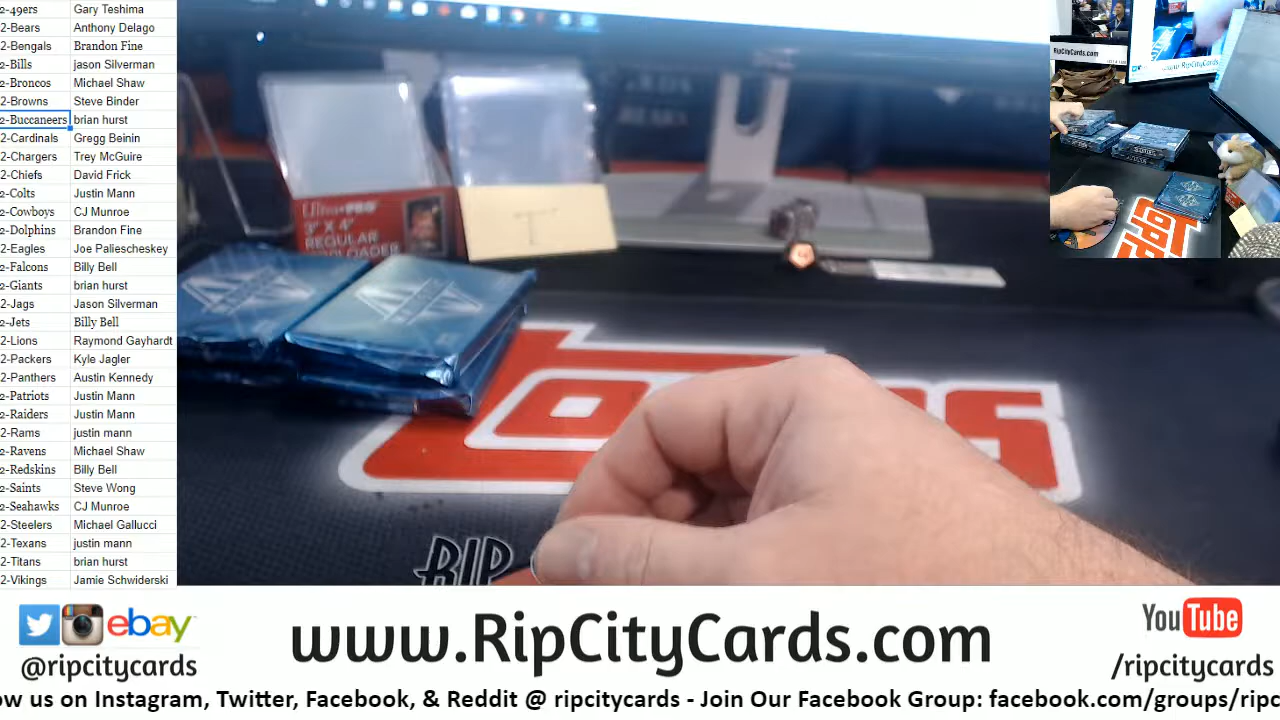 2-49ers Gary Teshima
2-Bears Anthony Delago
2-Bengals Brandon Fine
2-Bills jason Silverman
2-Broncos Michael Shaw
2-Browns Steve Binder
2-Buccaneers brian hurst
2-Cardinals Gregg Beinin
2-Chargers Trey McGuire
2-Chiefs David Frick
2-Colts Justin Mann
2-Cowboys CJ Munroe
2-Dolphins Brandon Fine
2-Eagles Joe Paliescheskey
2-Falcons Billy Bell
2-Giants brian hurst
2-Jags Jason Silverman
2-Jets Billy Bell
2-Lions Raymond Gayhardt
2-Packers Kyle Jagler
2-Panthers Austin Kennedy
2-Patriots Justin Mann
2-Raiders Justin Mann
2-Rams justin mann
2-Ravens Michael Shaw
2-Redskins Billy Bell
2-Saints Steve Wong
2-Seahawks CJ Munroe
2-Steelers Michael Gallucci
2-Texans justin mann
2-Titans brian hurst
2-Vikings Jamie Schwiderski
Ultra PRO
3" X 4"
REGULAR
T
RIP
RipCityCards.com
www.RipCityCards.com
ebay
@ripcitycards
www.RipCityCards.com
YouTube
/ripcitycards
ow us on Instagram, Twitter, Facebook, & Reddit @ ripcitycards - Join Our Facebook Group: facebook.com/groups/ripc